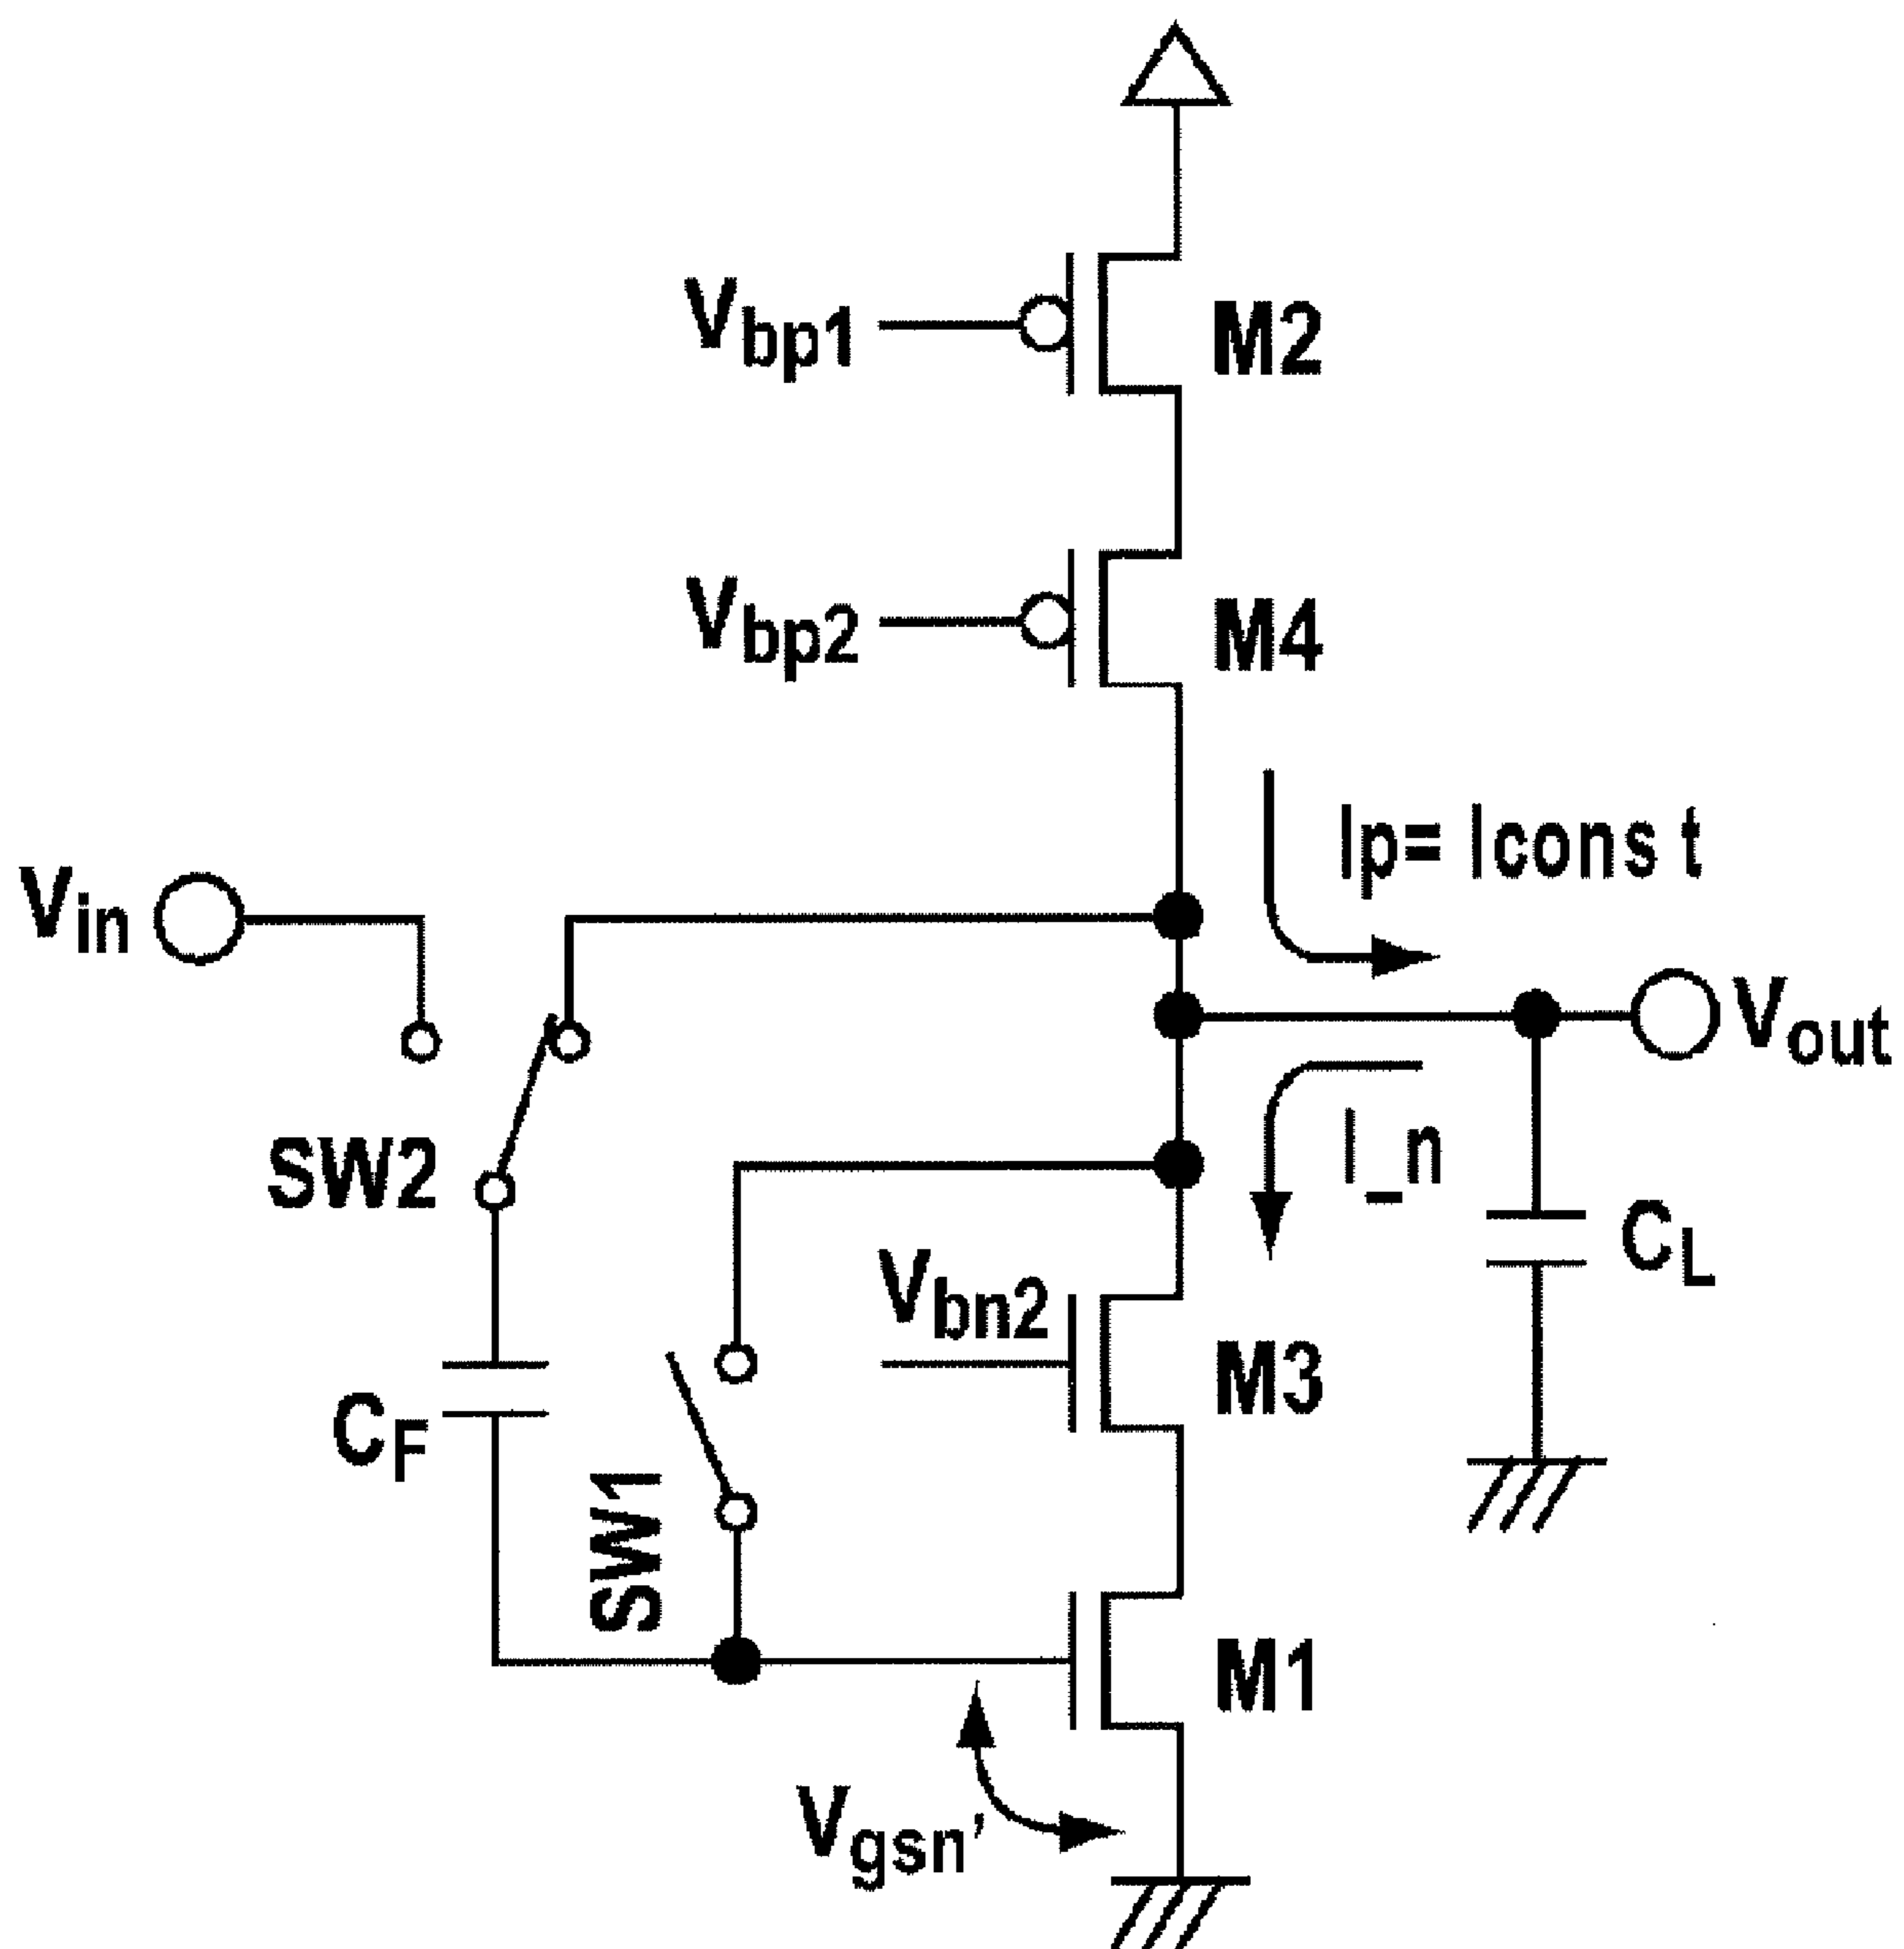 Vbp1
M2
Vbp2
M4
Ip= Icons t
Vin
Vout
I_n
SW2
CL
Vbn2
M3
CF
SW1
M1
Vgsn'